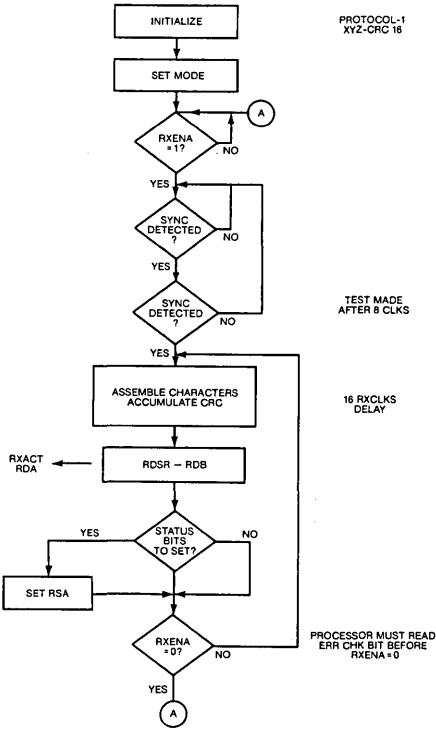 INITIALIZE
PROTOCOL-1
XYZ-CRC 16
SET MODE
A
RXENA
=1?
NO
YES
SYNC
DETECTED
?
NO
YES
SYNC
DETECTED
?
NO
TEST MADE
AFTER 8 CLKS
YES
ASSEMBLE CHARACTERS
ACCUMULATE CRC
16 RXCLKS
DELAY
RXACT
RDA
RDSR – RDB
YES
STATUS
BITS
TO SET?
NO
SET RSA
RXENA
=0?
NO
PROCESSOR MUST READ
ERR CHK BIT BEFORE
RXENA=0
YES
A